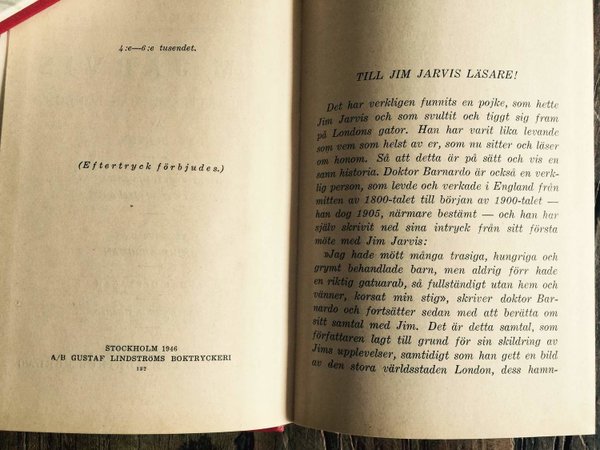 4:e—6:e tusendet.
(Eftertryck förbjudes.)
STOCKHOLM 1946
A/B GUSTAF LINDSTRÖMS BOKTRYCKERI
122
TILL JIM JARVIS LÄSARE!
Det har verkligen funnits en pojke, som hette
Jim Jarvis och som svultit och tiggt sig fram
på Londons gator. Han har varit lika levande
som vem som helst av er, som nu sitter och läser
om honom. Så att detta är på sätt och vis en
sann historia. Doktor Barnardo är också en verk-
lig person, som levde och verkade i England från
mitten av 1800-talet till början av 1900-talet —
han dog 1905, närmare bestämt — och han har
själv skrivit ned sina intryck från sitt första
möte med Jim Jarvis:
»Jag hade mött många trasiga, hungriga och
grymt behandlade barn, men aldrig förr hade
en riktig gatuarab, så fullständigt utan hem och
vänner, korsat min stig», skriver doktor Bar-
nardo och fortsätter sedan med att berätta om
sitt samtal med Jim. Det är detta samtal, som
författaren lagt till grund för sin skildring av
Jims upplevelser, samtidigt som han gett en bild
av den stora världsstaden London, dess hamn-